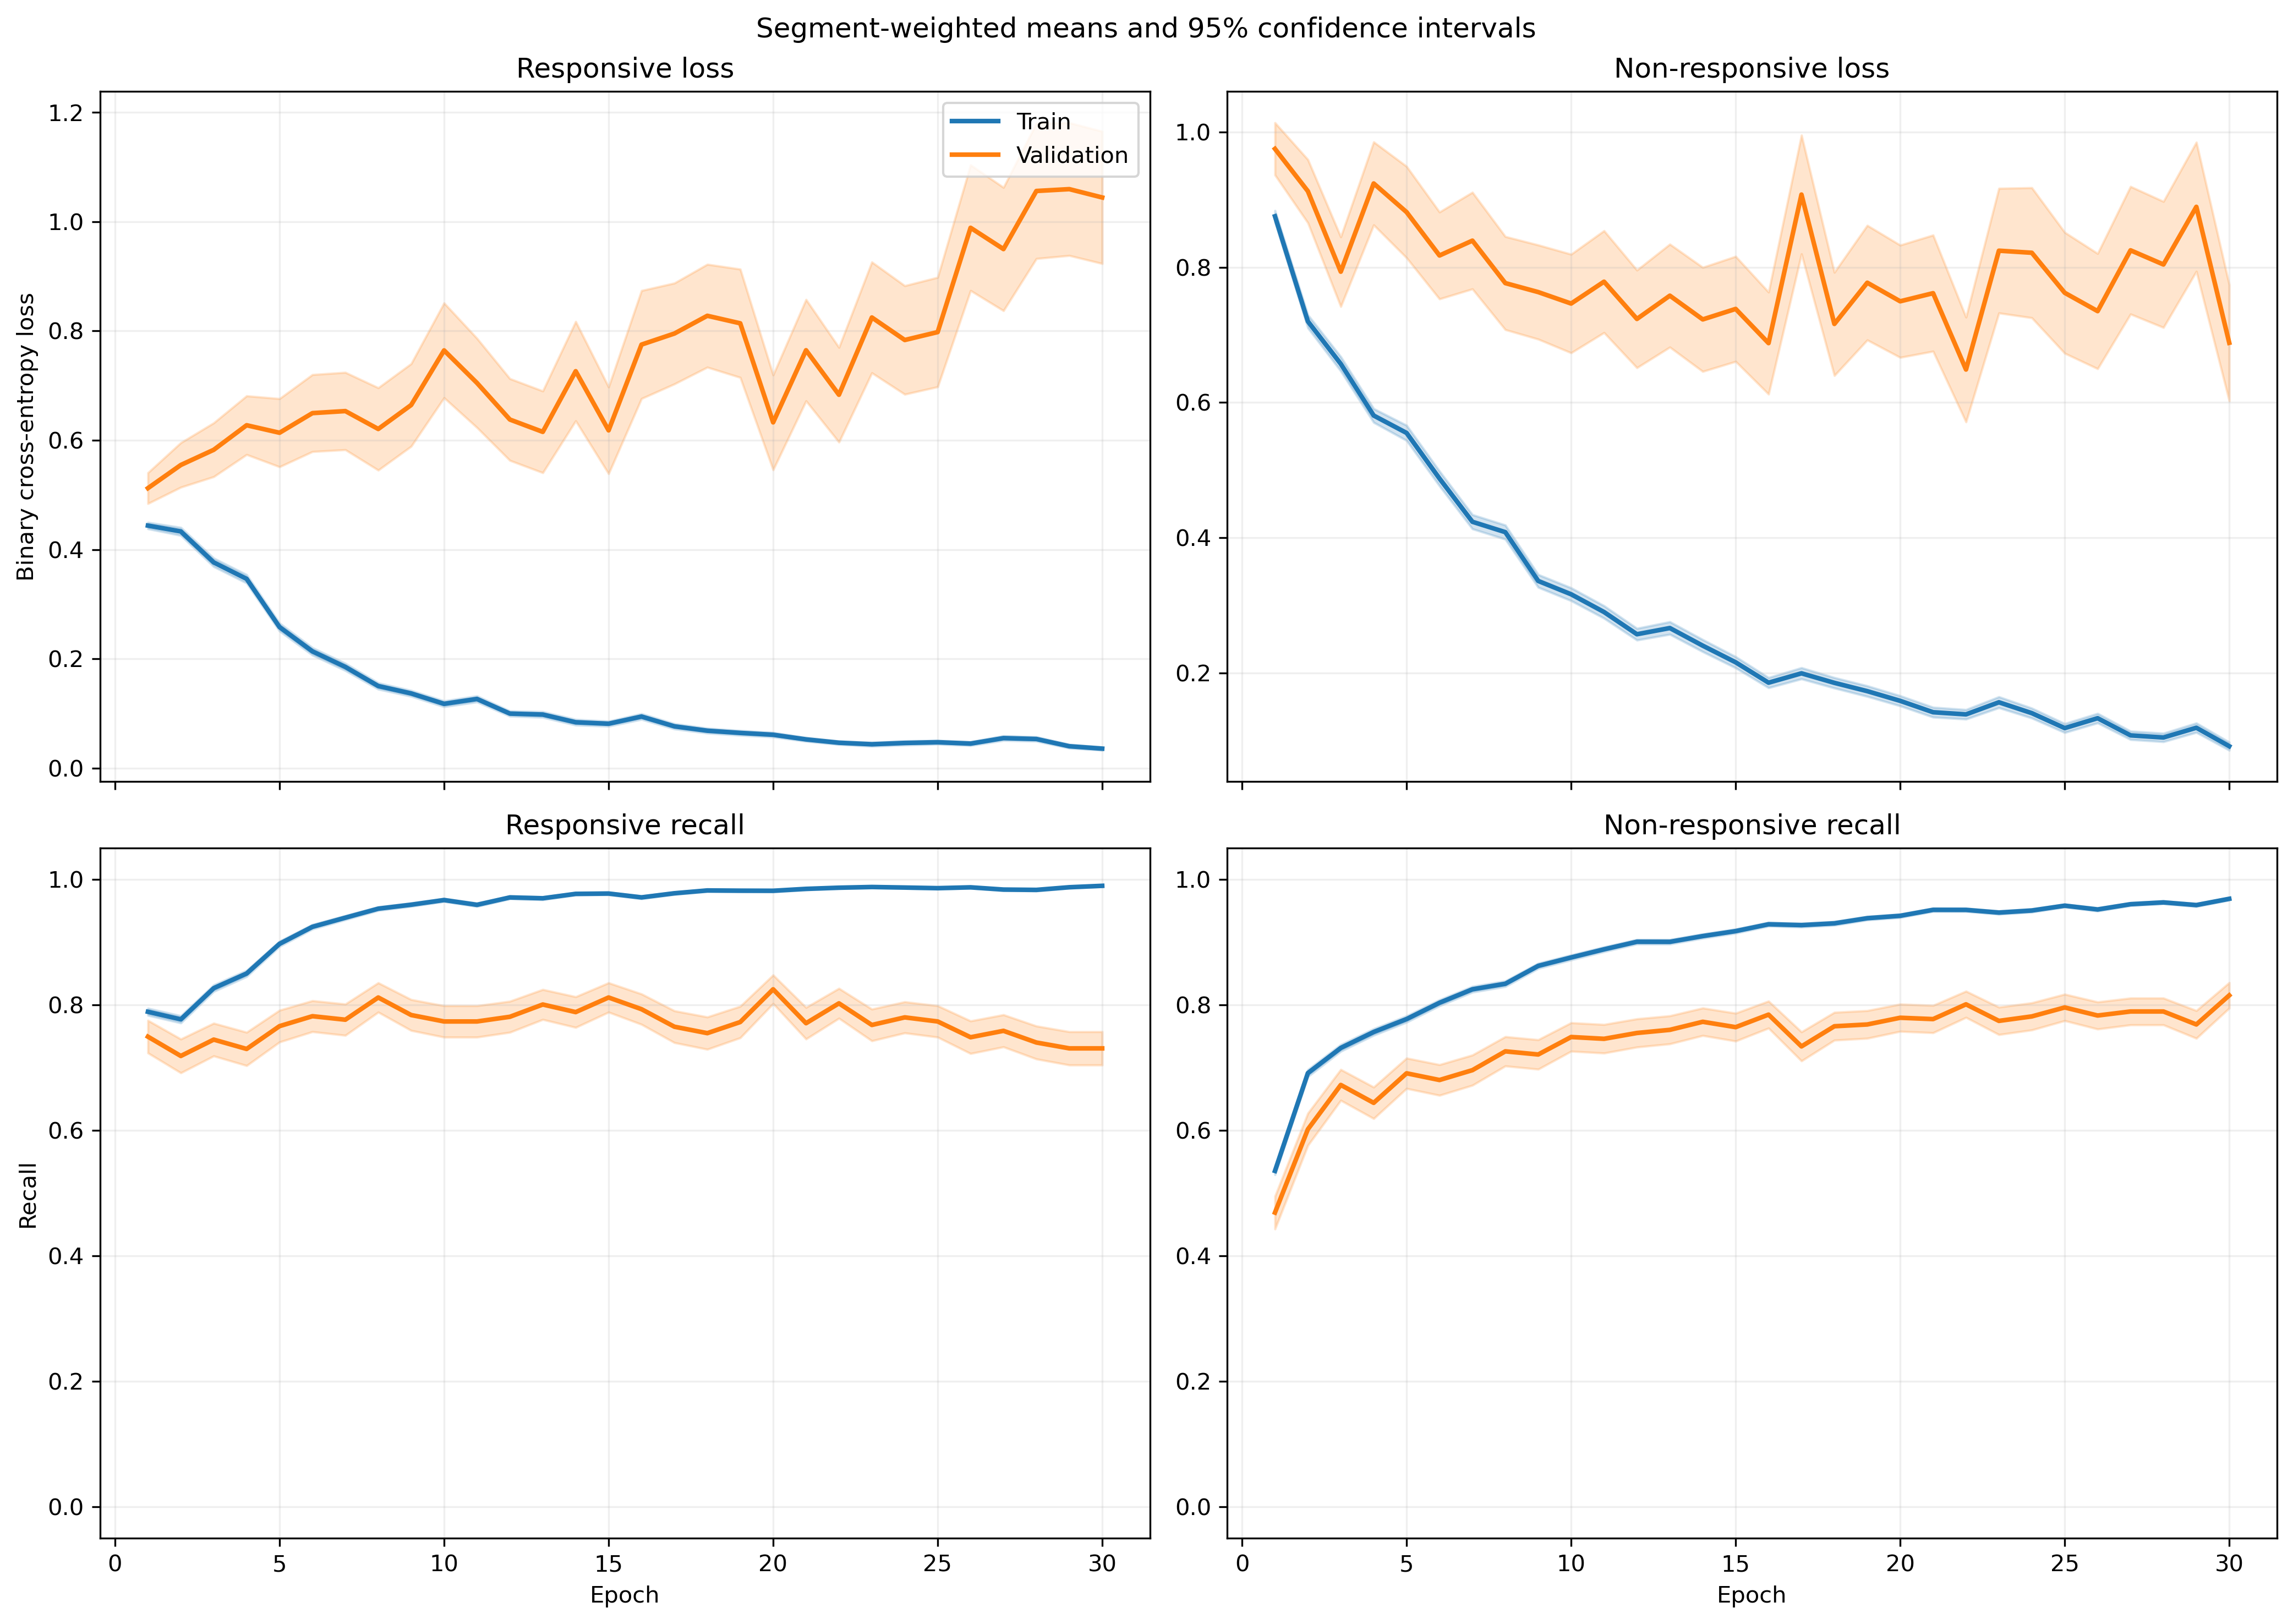 Segment-weighted means and 95% confidence intervals
Responsive loss
Non-responsive loss
Train
Validation
Binary cross-entropy loss
1.2
1.0
0.8
0.6
0.4
0.2
0.0
1.0
0.8
0.6
0.4
0.2
Responsive recall
Non-responsive recall
Recall
1.0
0.8
0.6
0.4
0.2
0.0
0 5 10 15 20 25 30
Epoch
1.0
0.8
0.6
0.4
0.2
0.0
0 5 10 15 20 25 30
Epoch